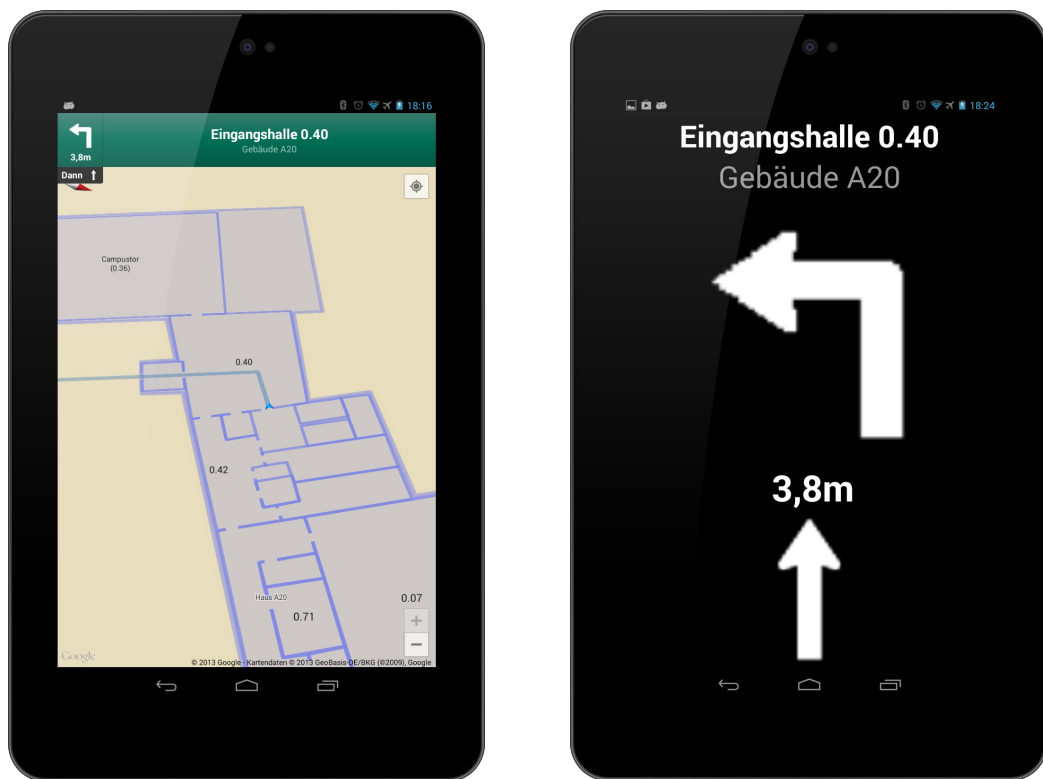 18:16
Eingangshalle 0.40
Gebäude A20
3,8m
Dann
Campustor
(0.36)
0.40
0.42
Haus A20
0.71
0.07
+
−
Google
© 2013 Google - Kartendaten © 2013 GeoBasis-DE/BKG (©2009), Google
18:24
Eingangshalle 0.40
Gebäude A20
3,8m